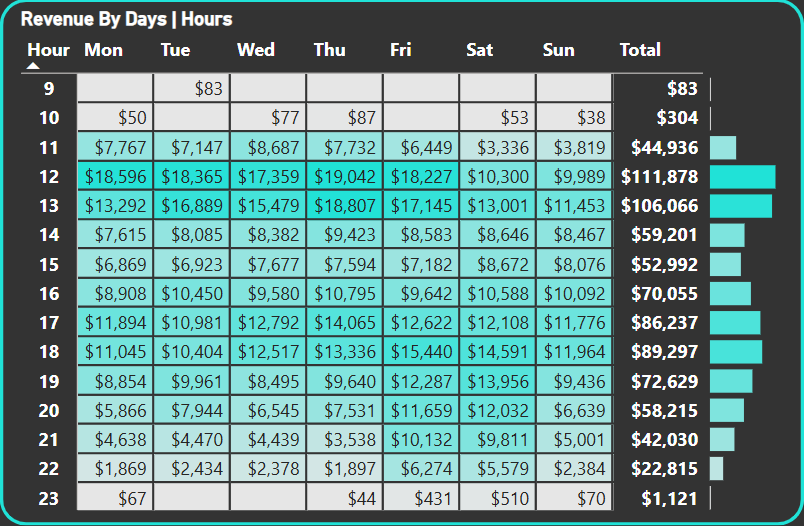 Revenue By Days | Hours
Hour Mon Tue Wed Thu Fri Sat Sun Total
9 $83 $83
10 $50 $77 $87 $53 $38 $304
11 $7,767 $7,147 $8,687 $7,732 $6,449 $3,336 $3,819 $44,936
12 $18,596 $18,365 $17,359 $19,042 $18,227 $10,300 $9,989 $111,878
13 $13,292 $16,889 $15,479 $18,807 $17,145 $13,001 $11,453 $106,066
14 $7,615 $8,085 $8,382 $9,423 $8,583 $8,646 $8,467 $59,201
15 $6,869 $6,923 $7,677 $7,594 $7,182 $8,672 $8,076 $52,992
16 $8,908 $10,450 $9,580 $10,795 $9,642 $10,588 $10,092 $70,055
17 $11,894 $10,981 $12,792 $14,065 $12,622 $12,108 $11,776 $86,237
18 $11,045 $10,404 $12,517 $13,336 $15,440 $14,591 $11,964 $89,297
19 $8,854 $9,961 $8,495 $9,640 $12,287 $13,956 $9,436 $72,629
20 $5,866 $7,944 $6,545 $7,531 $11,659 $12,032 $6,639 $58,215
21 $4,638 $4,470 $4,439 $3,538 $10,132 $9,811 $5,001 $42,030
22 $1,869 $2,434 $2,378 $1,897 $6,274 $5,579 $2,384 $22,815
23 $67 $44 $431 $510 $70 $1,121